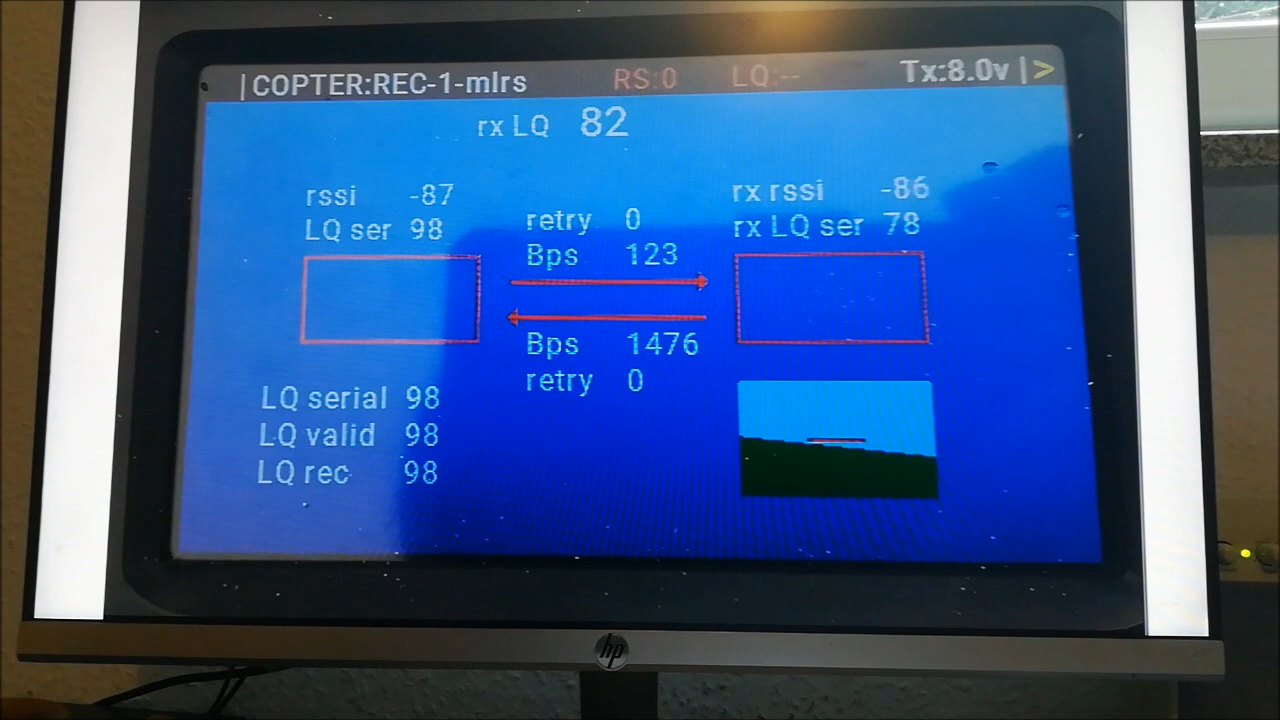 |COPTER:REC-1-mlrs RS:0 LQ:-- Tx:8.0v|>
rx LQ 82
rssi -87
LQ ser 98
retry 0
Bps 123
rx rssi -86
rx LQ ser 78
Bps 1476
retry 0
LQ serial 98
LQ valid 98
LQ rec 98
hp